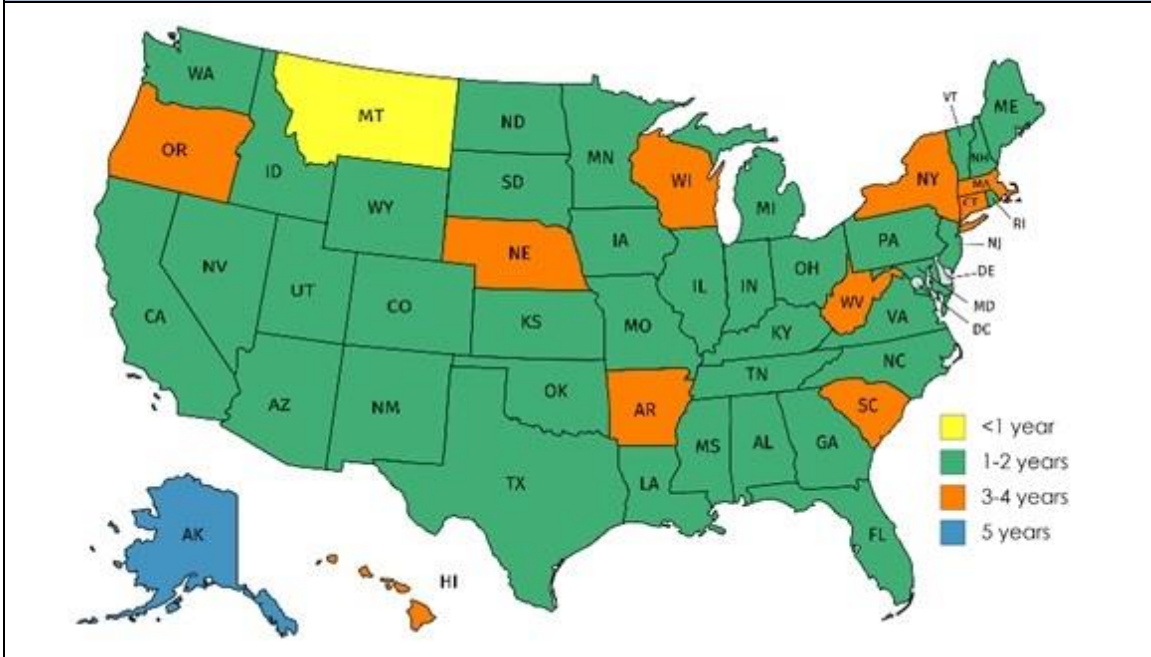 WA
MT
ND
MN
VT
ME
OR
ID
SD
WI
NY
NH
MA
CT
RI
WY
IA
MI
PA
NJ
NE
NV
UT
CO
IL
IN
OH
DE
MD
DC
CA
KS
MO
WV
VA
KY
NC
TN
AZ
NM
OK
AR
SC
MS
AL
GA
TX
LA
FL
<1 year
1-2 years
3-4 years
5 years
AK
HI